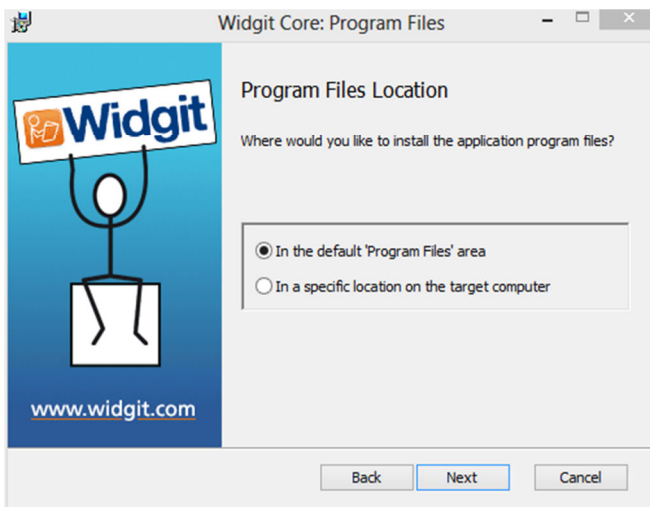 Widgit Core: Program Files
Widgit
Program Files Location
Where would you like to install the application program files?
In the default 'Program Files' area
In a specific location on the target computer
www.widgit.com
Back Next Cancel